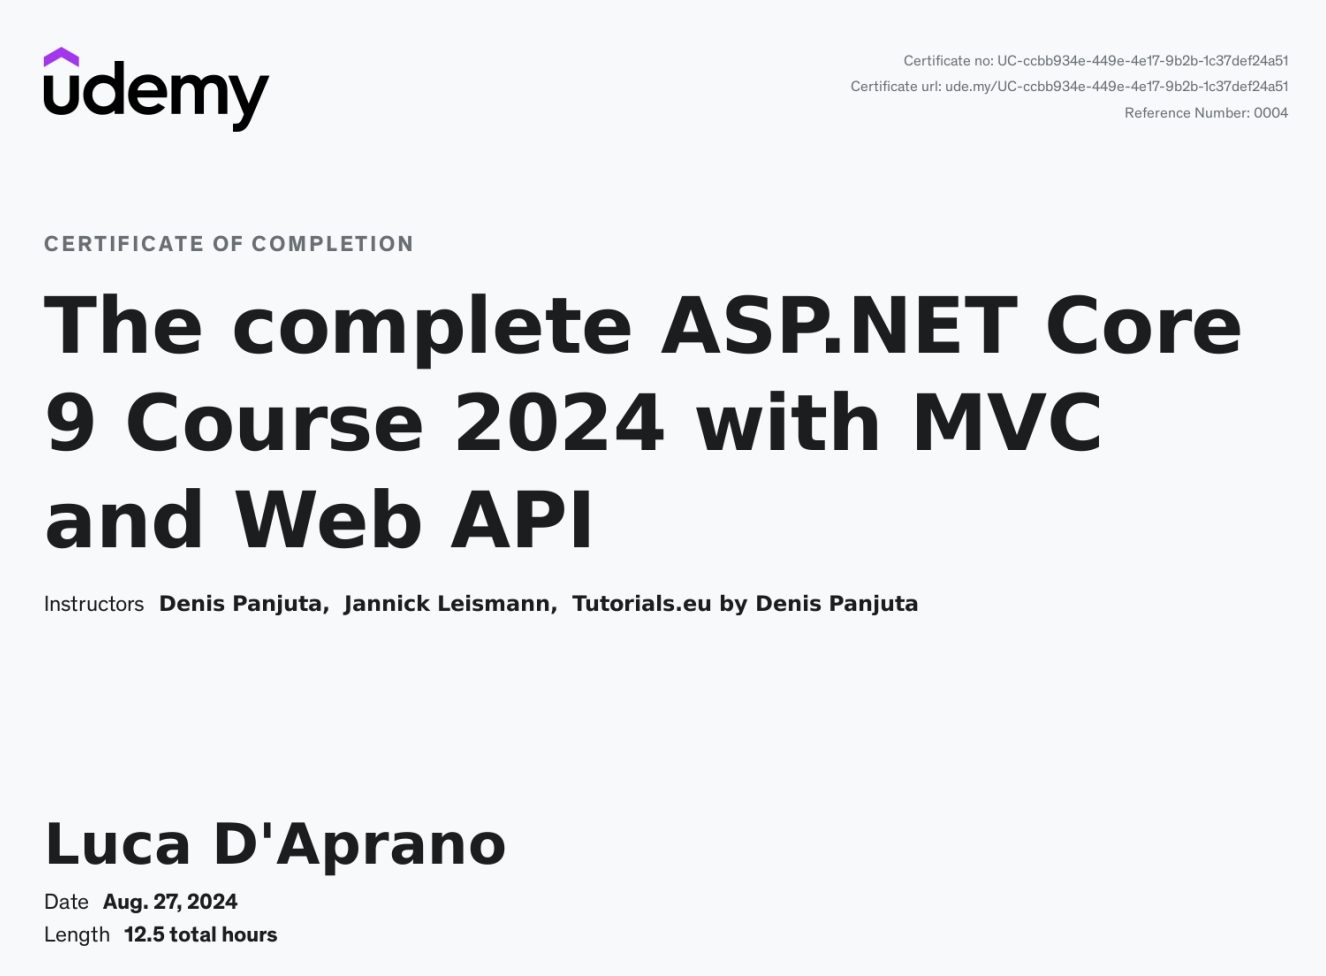 udemy
Certificate no: UC-ccbb934e-449e-4e17-9b2b-1c37def24a51
Certificate url: ude.my/UC-ccbb934e-449e-4e17-9b2b-1c37def24a51
Reference Number: 0004
CERTIFICATE OF COMPLETION
The complete ASP.NET Core
9 Course 2024 with MVC
and Web API
Instructors Denis Panjuta, Jannick Leismann, Tutorials.eu by Denis Panjuta
Luca D'Aprano
Date Aug. 27, 2024
Length 12.5 total hours